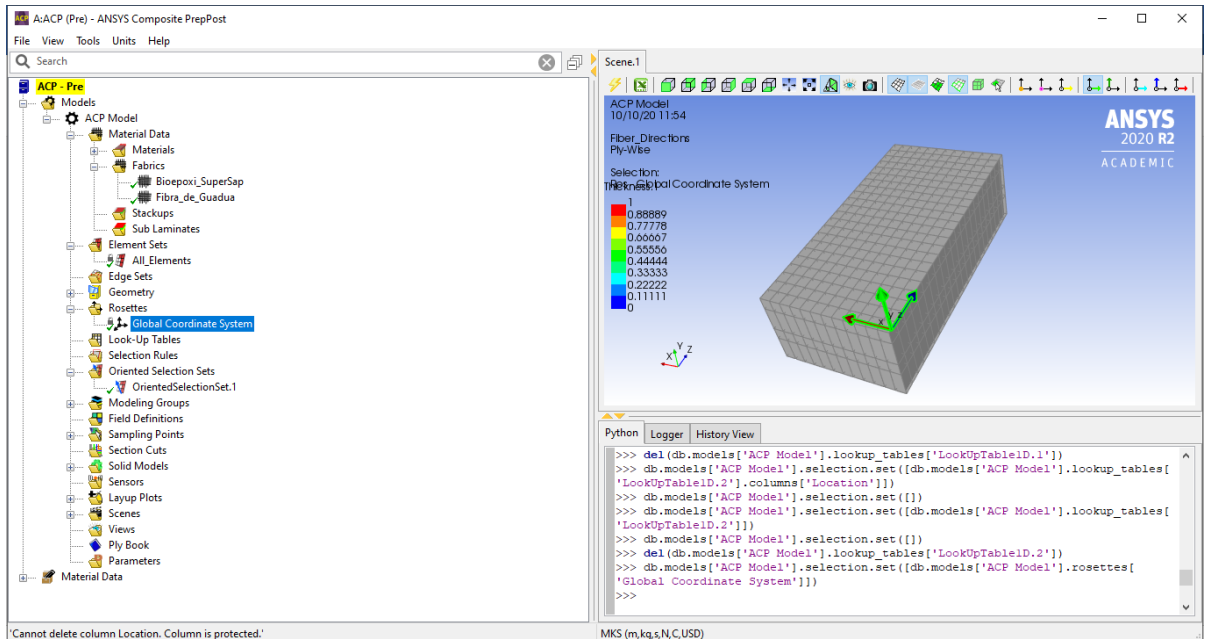 A:ACP (Pre) - ANSYS Composite PrepPost
File View Tools Units Help
Search
ACP - Pre
Models
ACP Model
Material Data
Materials
Fabrics
Bioepoxi_SuperSap
Fibra_de_Guadua
Stackups
Sub Laminates
Element Sets
All_Elements
Edge Sets
Geometry
Rosettes
Global Coordinate System
Look-Up Tables
Selection Rules
Oriented Selection Sets
OrientedSelectionSet.1
Modeling Groups
Field Definitions
Sampling Points
Section Cuts
Solid Models
Sensors
Layup Plots
Scenes
Views
Ply Book
Parameters
Material Data
'Cannot delete column Location. Column is protected.'
Scene.1
ACP Model
10/10/20 11:54
Fiber_Directions
Ply-Wise
Selection:
Global Coordinate System
1
0.88889
0.77778
0.66667
0.55556
0.44444
0.33333
0.22222
0.11111
0
ANSYS
2020 R2
ACADEMIC
X Y Z
X Y Z
Python Logger History View
>>> del(db.models['ACP Model'].lookup_tables['LookUpTable1D.1'])
>>> db.models['ACP Model'].selection.set([db.models['ACP Model'].lookup_tables[
'LookUpTable1D.2'].columns['Location']])
>>> db.models['ACP Model'].selection.set([])
>>> db.models['ACP Model'].selection.set([db.models['ACP Model'].lookup_tables[
'LookUpTable1D.2']])
>>> db.models['ACP Model'].selection.set([])
>>> del(db.models['ACP Model'].lookup_tables['LookUpTable1D.2'])
>>> db.models['ACP Model'].selection.set([db.models['ACP Model'].rosettes[
'Global Coordinate System']])
>>>
MKS (m,kg,s,N,C,USD)